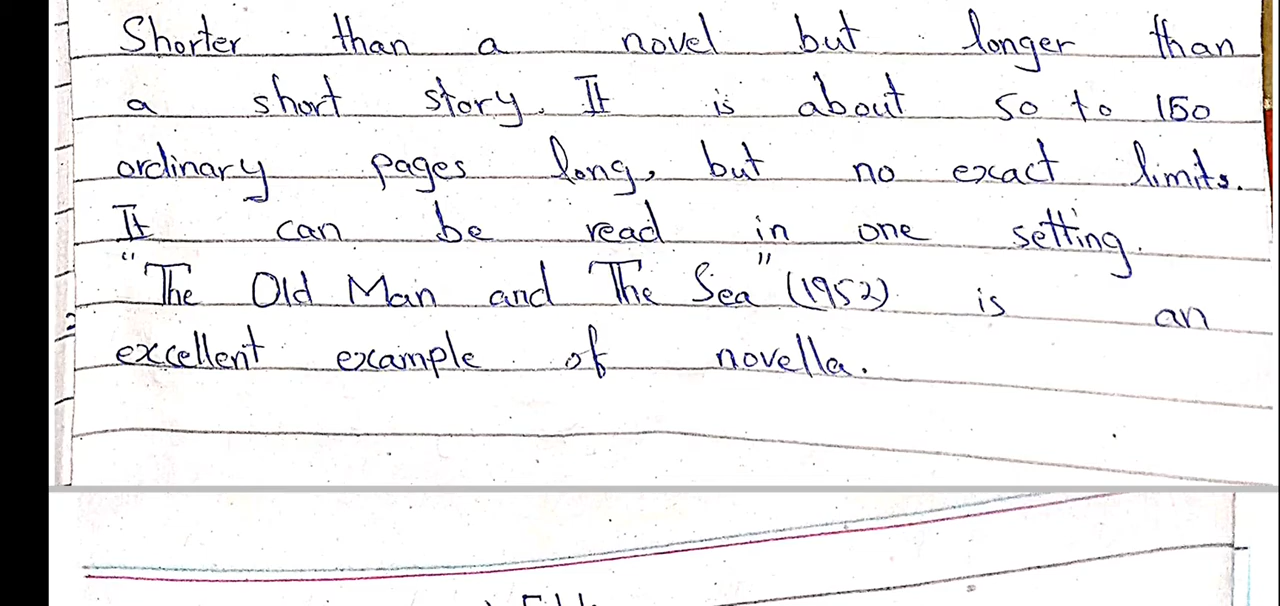 Shorter than a novel but longer than
a short story. It is about 50 to 150
ordinary pages long, but no exact limits.
It can be read in one setting.
"The Old Man and The Sea" (1952) is an
excellent example of novella.